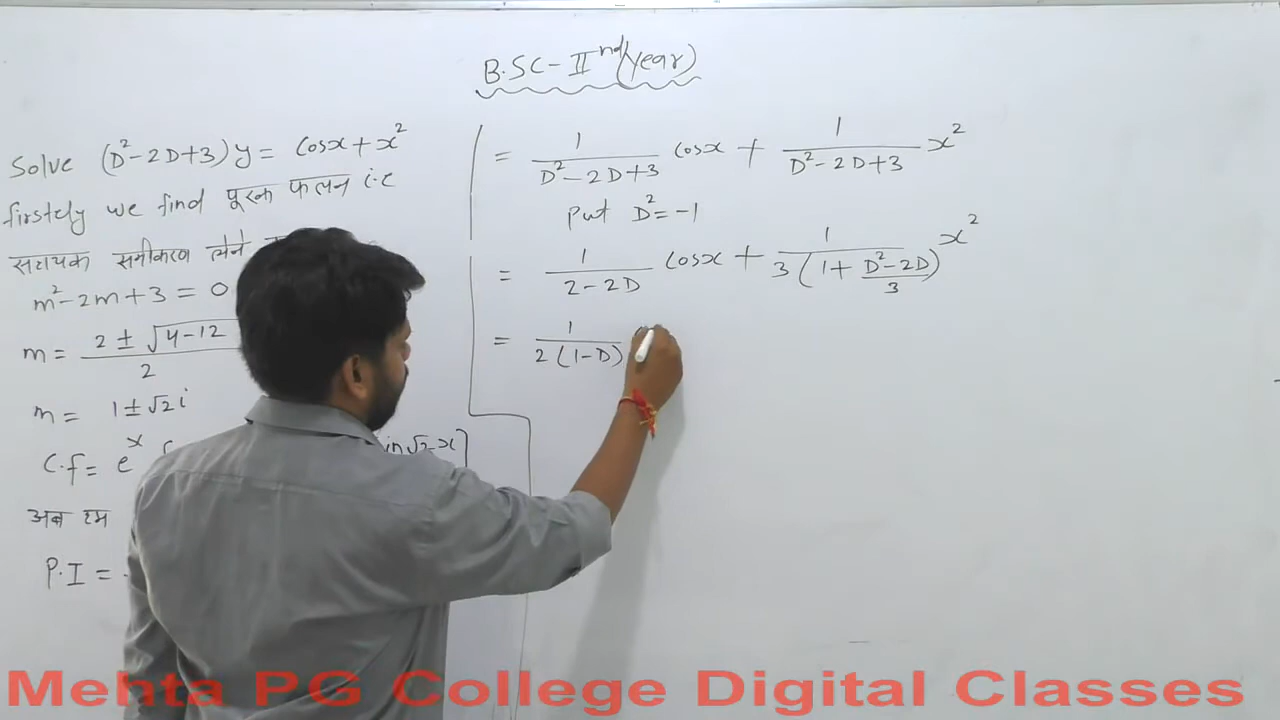 B.SC - II nd (Year)
Solve (D² - 2D + 3) y = Cosx + x²
firstely we find पूरक फलन i.e
सहायक समीकरण लेने
m² - 2m + 3 = 0
m = 2 ± √4-12 / 2
m = 1 ± √2 i
C.f = e^x in √2 x]
अब हम
P.I =
= 1/(D² - 2D + 3) cosx + 1/(D² - 2D + 3) x²
Put D² = -1
= 1/(2 - 2D) cosx + 1/(3(1 + (D² - 2D)/3)) x²
= 1/(2(1-D))
Mehta PG College Digital Classes